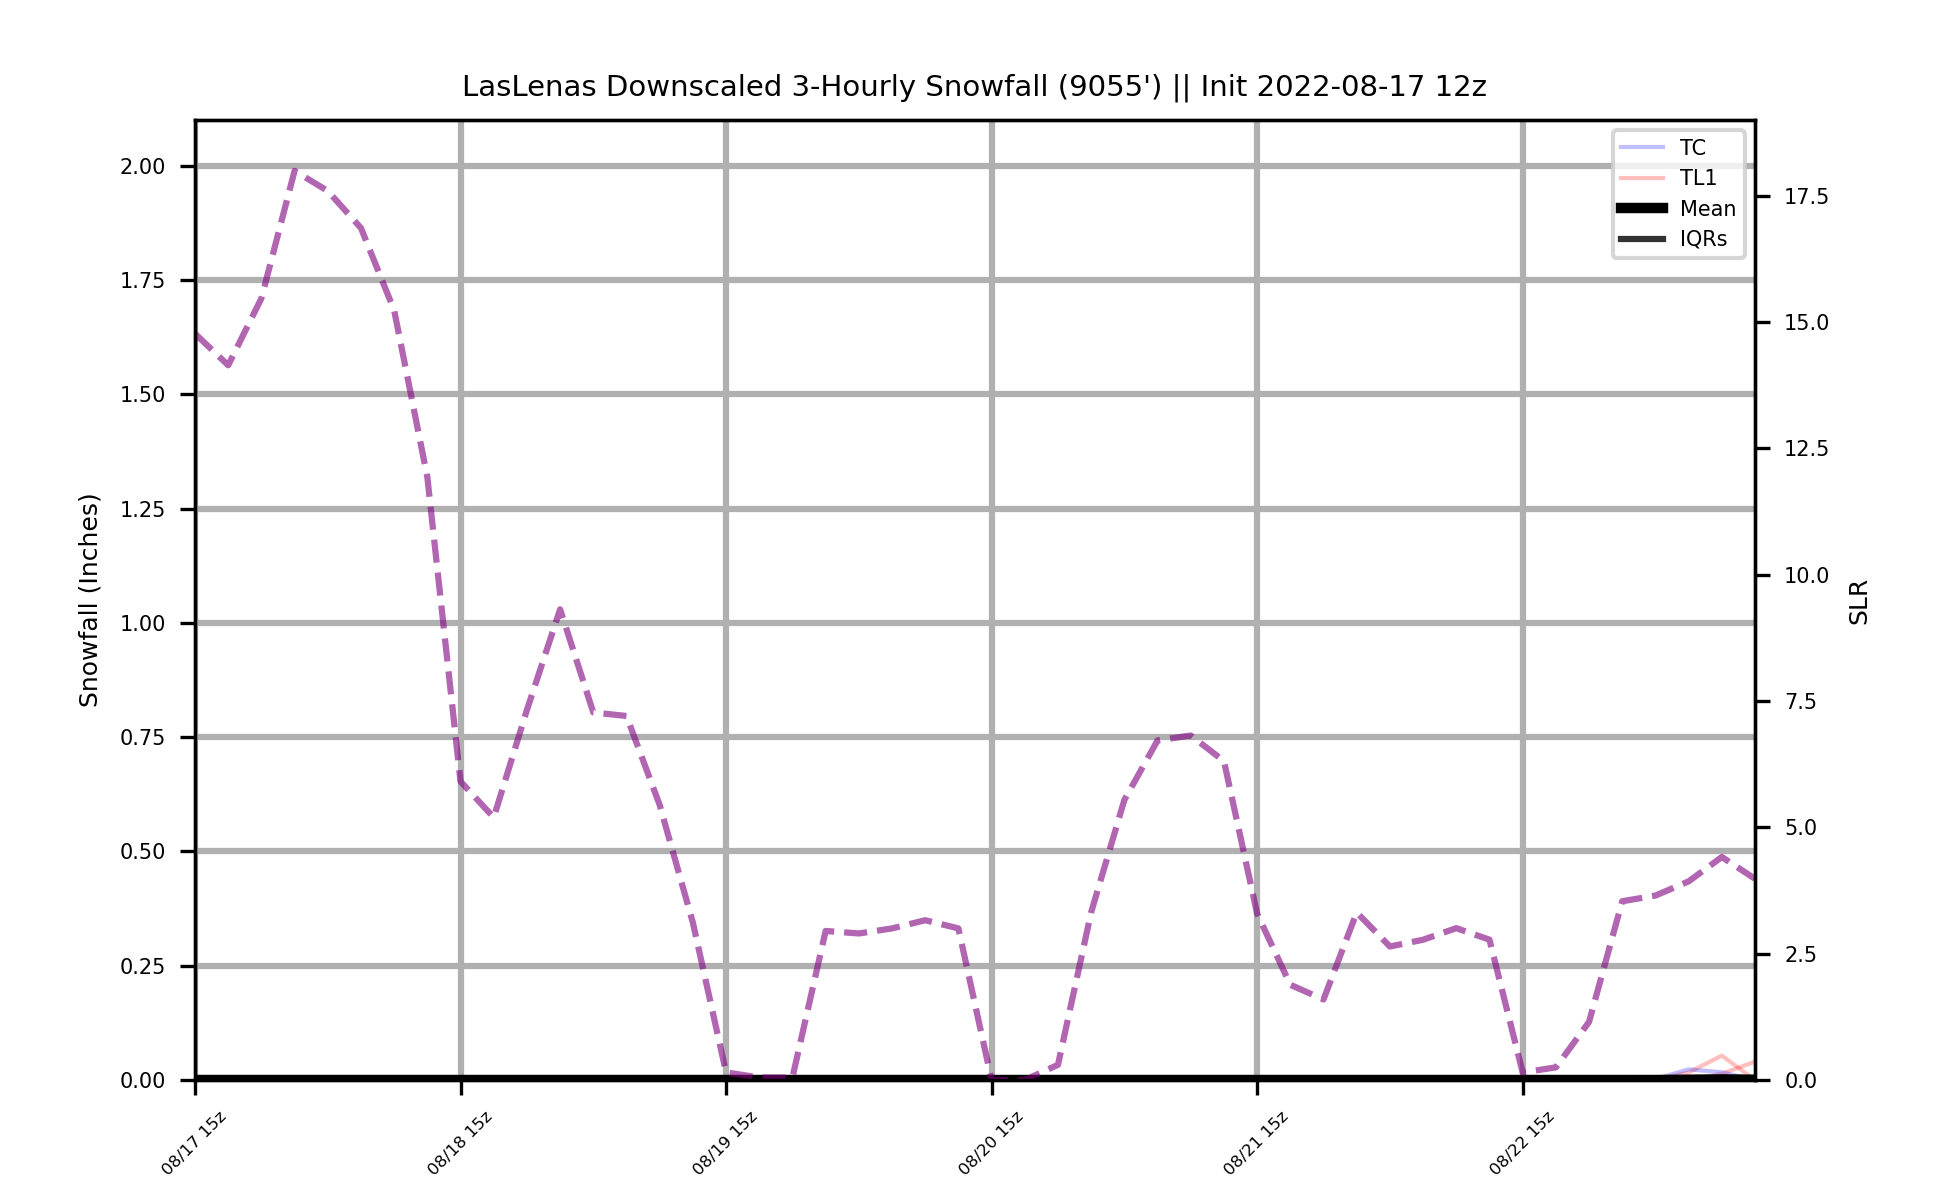 LasLenas Downscaled 3-Hourly Snowfall (9055') || Init 2022-08-17 12z
TC
TL1
Mean
IQRs
Snowfall (Inches)
2.00
1.75
1.50
1.25
1.00
0.75
0.50
0.25
0.00
17.5
15.0
12.5
10.0
7.5
5.0
2.5
0.0
SLR
08/17 15z
08/18 15z
08/19 15z
08/20 15z
08/21 15z
08/22 15z